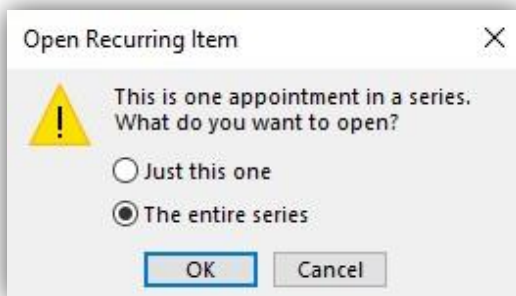 Open Recurring Item
This is one appointment in a series.
What do you want to open?
Just this one
The entire series
OK
Cancel